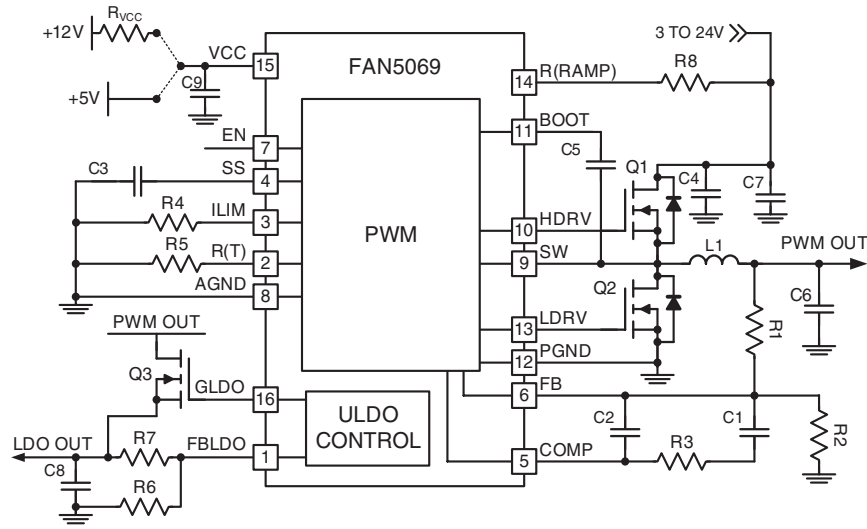 RVCC
+12V
VCC
15
C9
+5V
FAN5069
3 TO 24V
R(RAMP)
14
R8
BOOT
11
C5
EN
7
SS
4
C3
ILIM
3
R4
R(T)
2
R5
AGND
8
PWM
Q1
C4
C7
HDRV
10
SW
9
L1
PWM OUT
Q2
C6
LDRV
13
R1
PGND
12
FB
6
PWM OUT
Q3
GLDO
16
ULDO
CONTROL
LDO OUT
R7
FBLDO
1
C8
R6
C2
C1
R2
COMP
5
R3